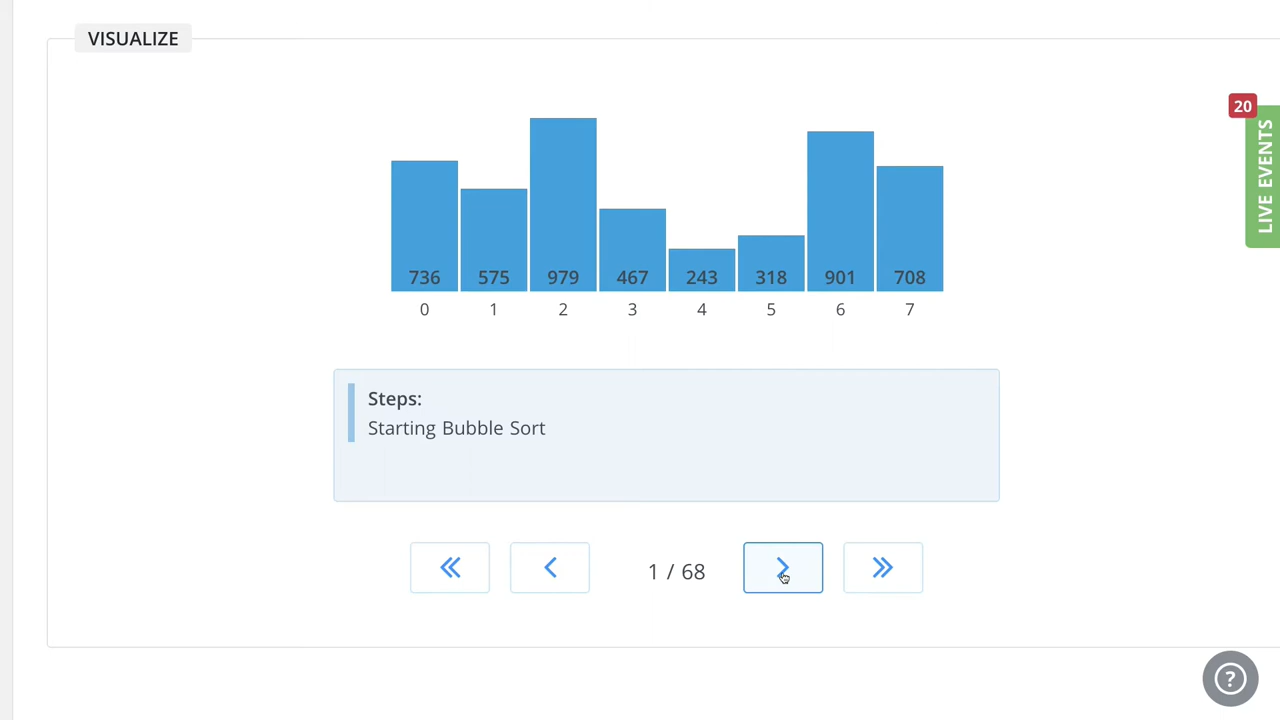 VISUALIZE
20
LIVE EVENTS
736 575 979 467 243 318 901 708
0 1 2 3 4 5 6 7
Steps:
Starting Bubble Sort
1 / 68
?